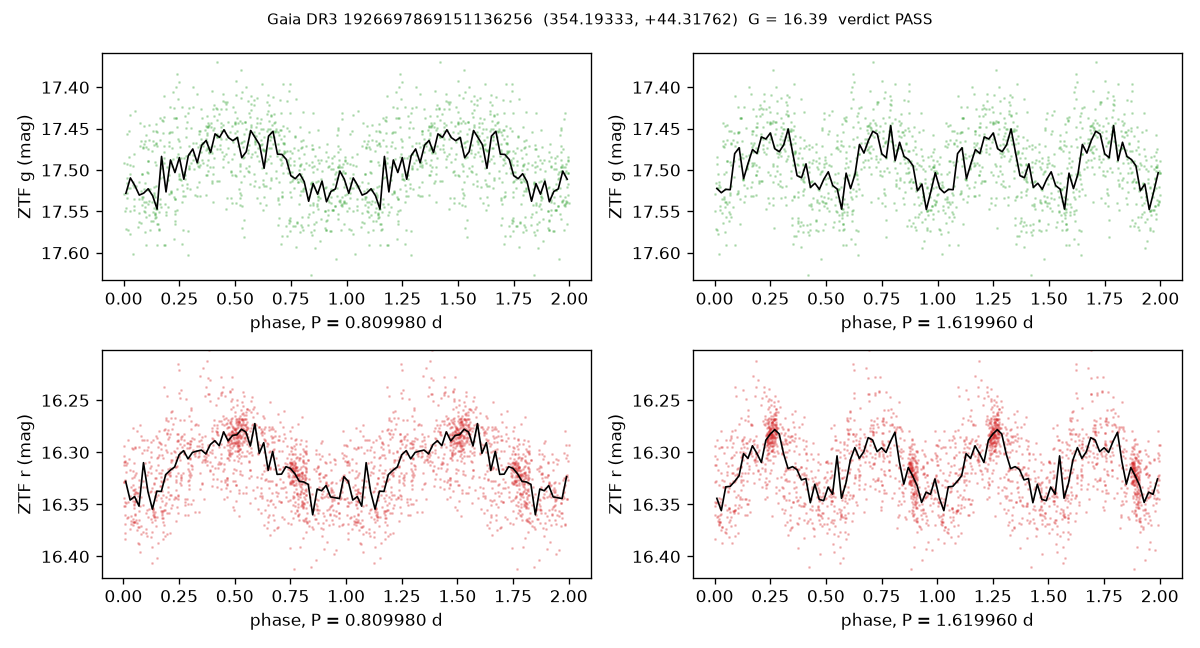 Gaia DR3 1926697869151136256  (354.19333, +44.31762)  G = 16.39  verdict PASS
ZTF g (mag)
17.40
17.45
17.50
17.55
17.60
0.00 0.25 0.50 0.75 1.00 1.25 1.50 1.75 2.00
phase, P = 0.809980 d
ZTF g (mag)
17.40
17.45
17.50
17.55
17.60
0.00 0.25 0.50 0.75 1.00 1.25 1.50 1.75 2.00
phase, P = 1.619960 d
ZTF r (mag)
16.25
16.30
16.35
16.40
0.00 0.25 0.50 0.75 1.00 1.25 1.50 1.75 2.00
phase, P = 0.809980 d
ZTF r (mag)
16.25
16.30
16.35
16.40
0.00 0.25 0.50 0.75 1.00 1.25 1.50 1.75 2.00
phase, P = 1.619960 d